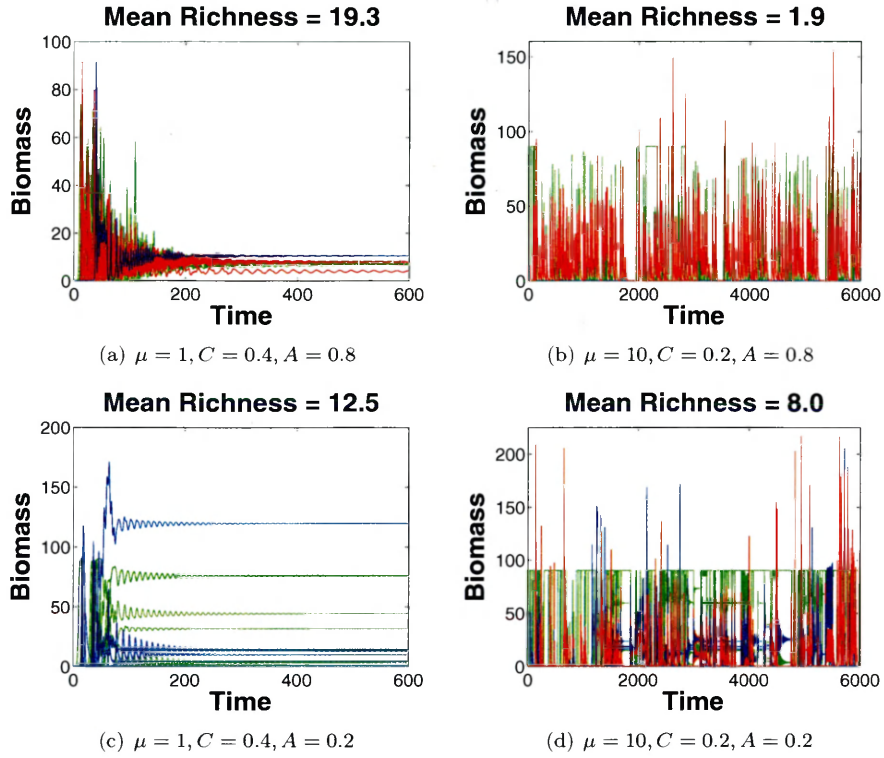 Mean Richness = 19.3
Biomass
100
80
60
40
20
0
0 200 400 600
Time
(a) μ = 1, C = 0.4, A = 0.8
Mean Richness = 1.9
Biomass
150
100
50
0
0 2000 4000 6000
Time
(b) μ = 10, C = 0.2, A = 0.8
Mean Richness = 12.5
Biomass
200
150
100
50
0
0 200 400 600
Time
(c) μ = 1, C = 0.4, A = 0.2
Mean Richness = 8.0
Biomass
200
150
100
50
0
0 2000 4000 6000
Time
(d) μ = 10, C = 0.2, A = 0.2